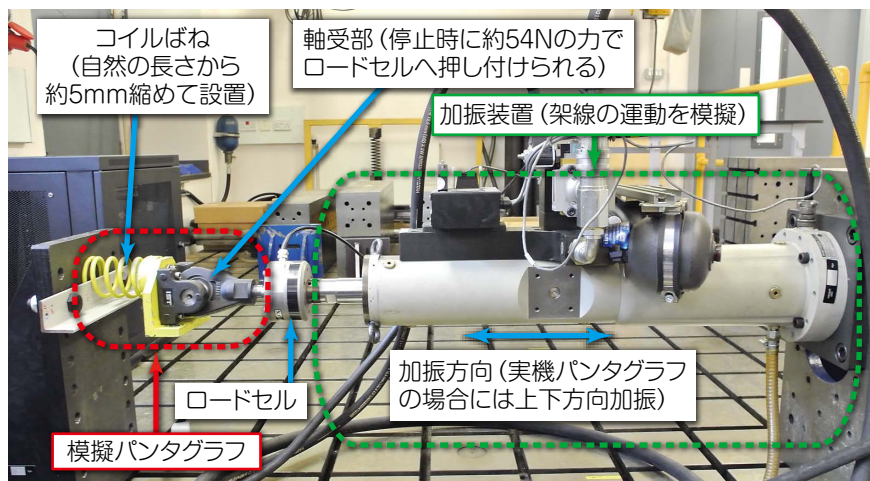 コイルばね
(自然の長さから
約5mm縮めて設置)
軸受部(停止時に約54Nの力で
ロードセルへ押し付けられる)
加振装置(架線の運動を模擬)
加振方向(実機パンタグラフ
の場合には上下方向加振)
ロードセル
模擬パンタグラフ